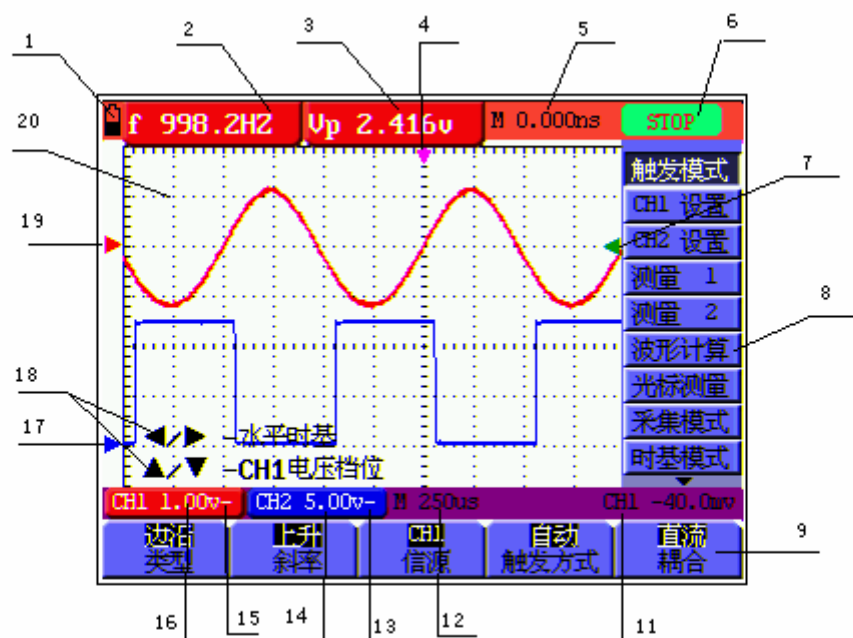 1
2
3
4
5
6
f 998.2HZ
Vp 2.416v
M 0.000ns
STOP
20
触发模式
7
CH1 设置
19
CH2 设置
测量 1
测量 2
8
波形计算
18
光标测量
17
-水平时基
采集模式
-CH1电压档位
时基模式
CH1 1.00v-
CH2 5.00v-
M 250us
CH1 -40.0mv
边沿
类型
上升
斜率
CH1
信源
自动
触发方式
直流
耦合
9
16
15
14
13
12
11